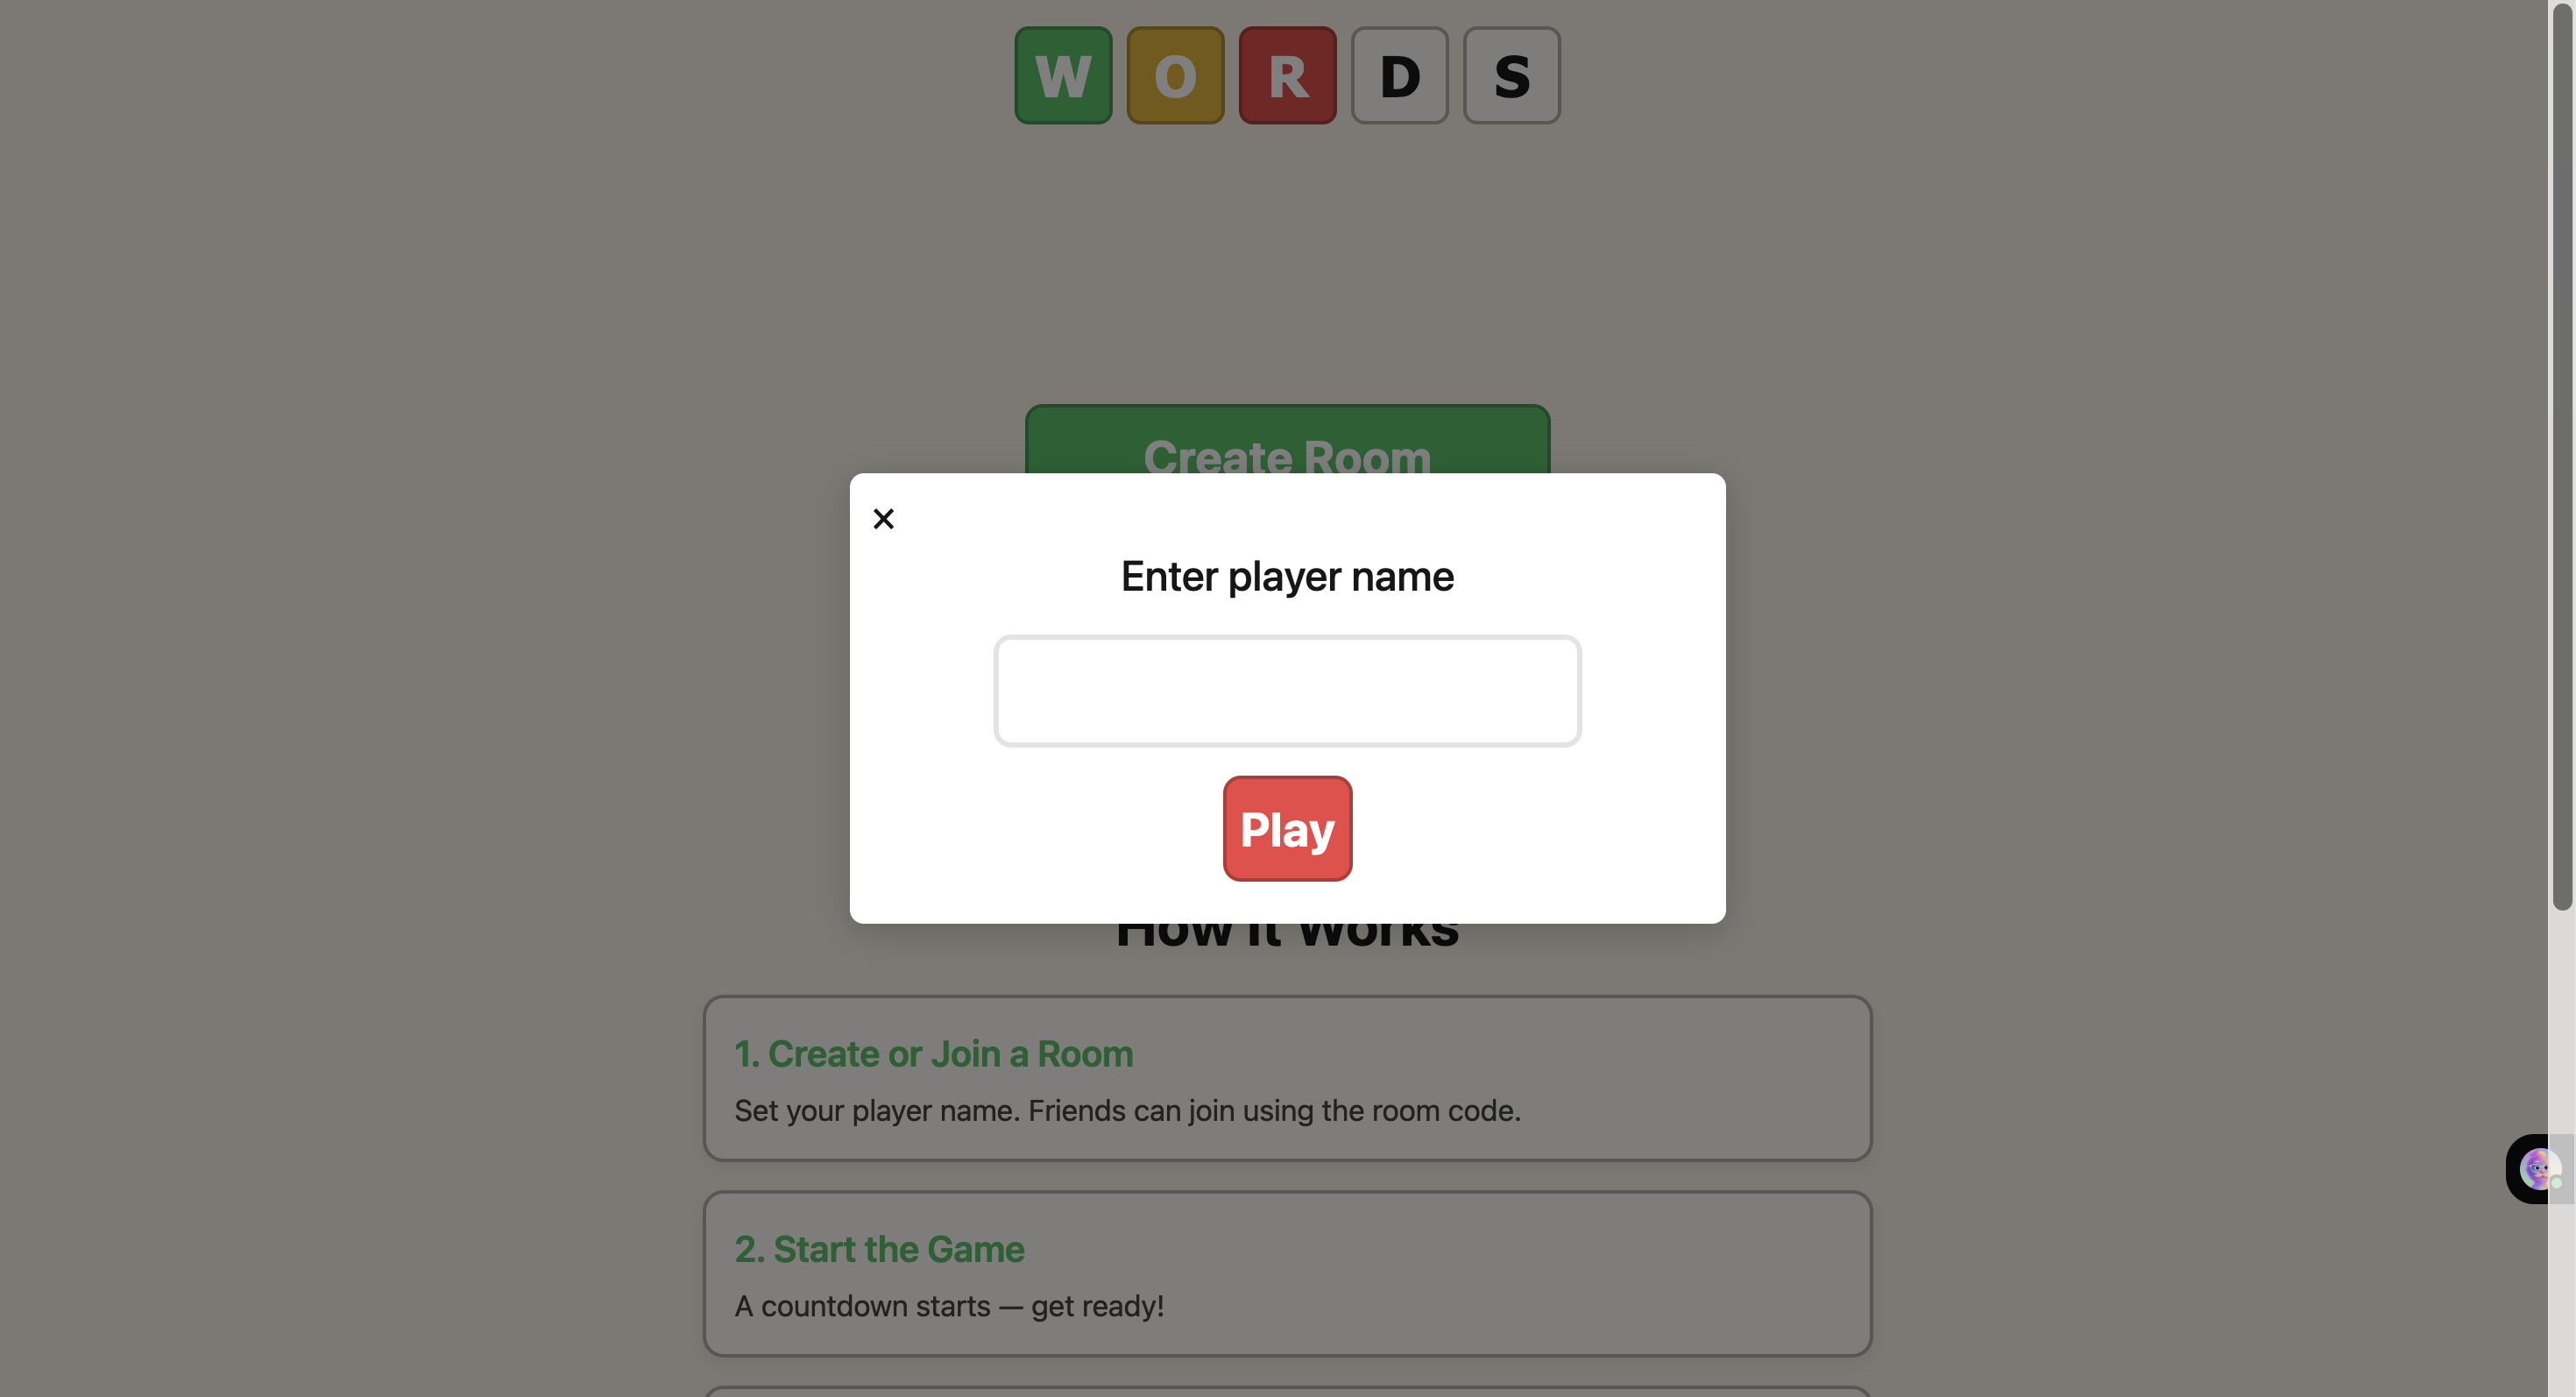 WORDS
Create Room
×
Enter player name
Play
How It Works
1. Create or Join a Room
Set your player name. Friends can join using the room code.
2. Start the Game
A countdown starts — get ready!